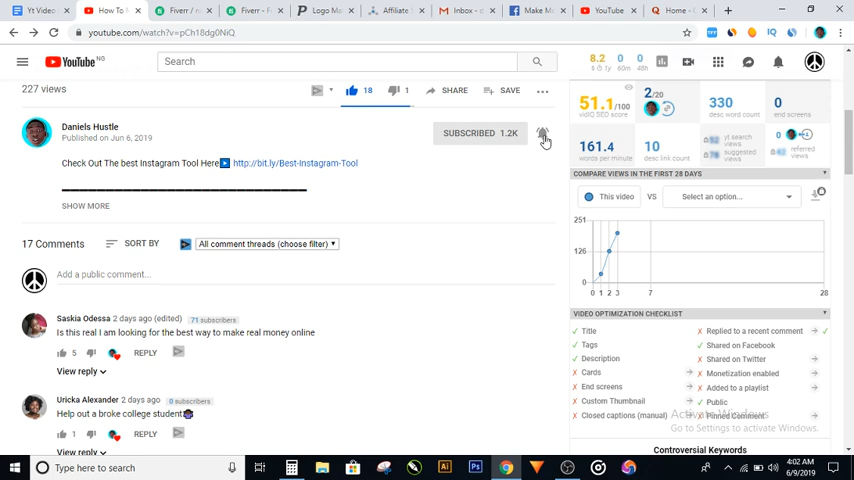 Yt Video
How To M
Fiverr / m
Fiverr - F
Logo Ma
Affiliate
Gmail - 
Make Mo
YouTube
Home - 
youtube.com/watch?v=pCh18dg0NiQ
YouTube NG
Search
8.2 0 0
1y 60m 48h
227 views
18
1
SHARE
SAVE
Daniels Hustle
Published on Jun 6, 2019
SUBSCRIBED 1.2K
Check Out The best Instagram Tool Here http://bit.ly/Best-Instagram-Tool
SHOW MORE
17 Comments
SORT BY
All comment threads (choose filter)
Add a public comment...
Saskia Odessa 2 days ago (edited) 71 subscribers
Is this real I am looking for the best way to make real money online
5 REPLY
View reply
Uricka Alexander 2 days ago 0 subscribers
Help out a broke college student
1 REPLY
View reply
51.1/100
vidIQ SEO score
2/20
330
desc word count
0
end screens
161.4
words per minute
10
desc link count
yt search views
suggested views
0
referred views
COMPARE VIEWS IN THE FIRST 28 DAYS
This video
VS
Select an option...
251
126
0
0 1 2 3 7 28
VIDEO OPTIMIZATION CHECKLIST
Title
Tags
Description
Cards
End screens
Custom Thumbnail
Closed captions (manual)
Replied to a recent comment
Shared on Facebook
Shared on Twitter
Monetization enabled
Added to a playlist
Public
Pinned Comment
Activate Windows
Go to Settings to activate Windows.
Controversial Keywords
Type here to search
4:02 AM
6/9/2019